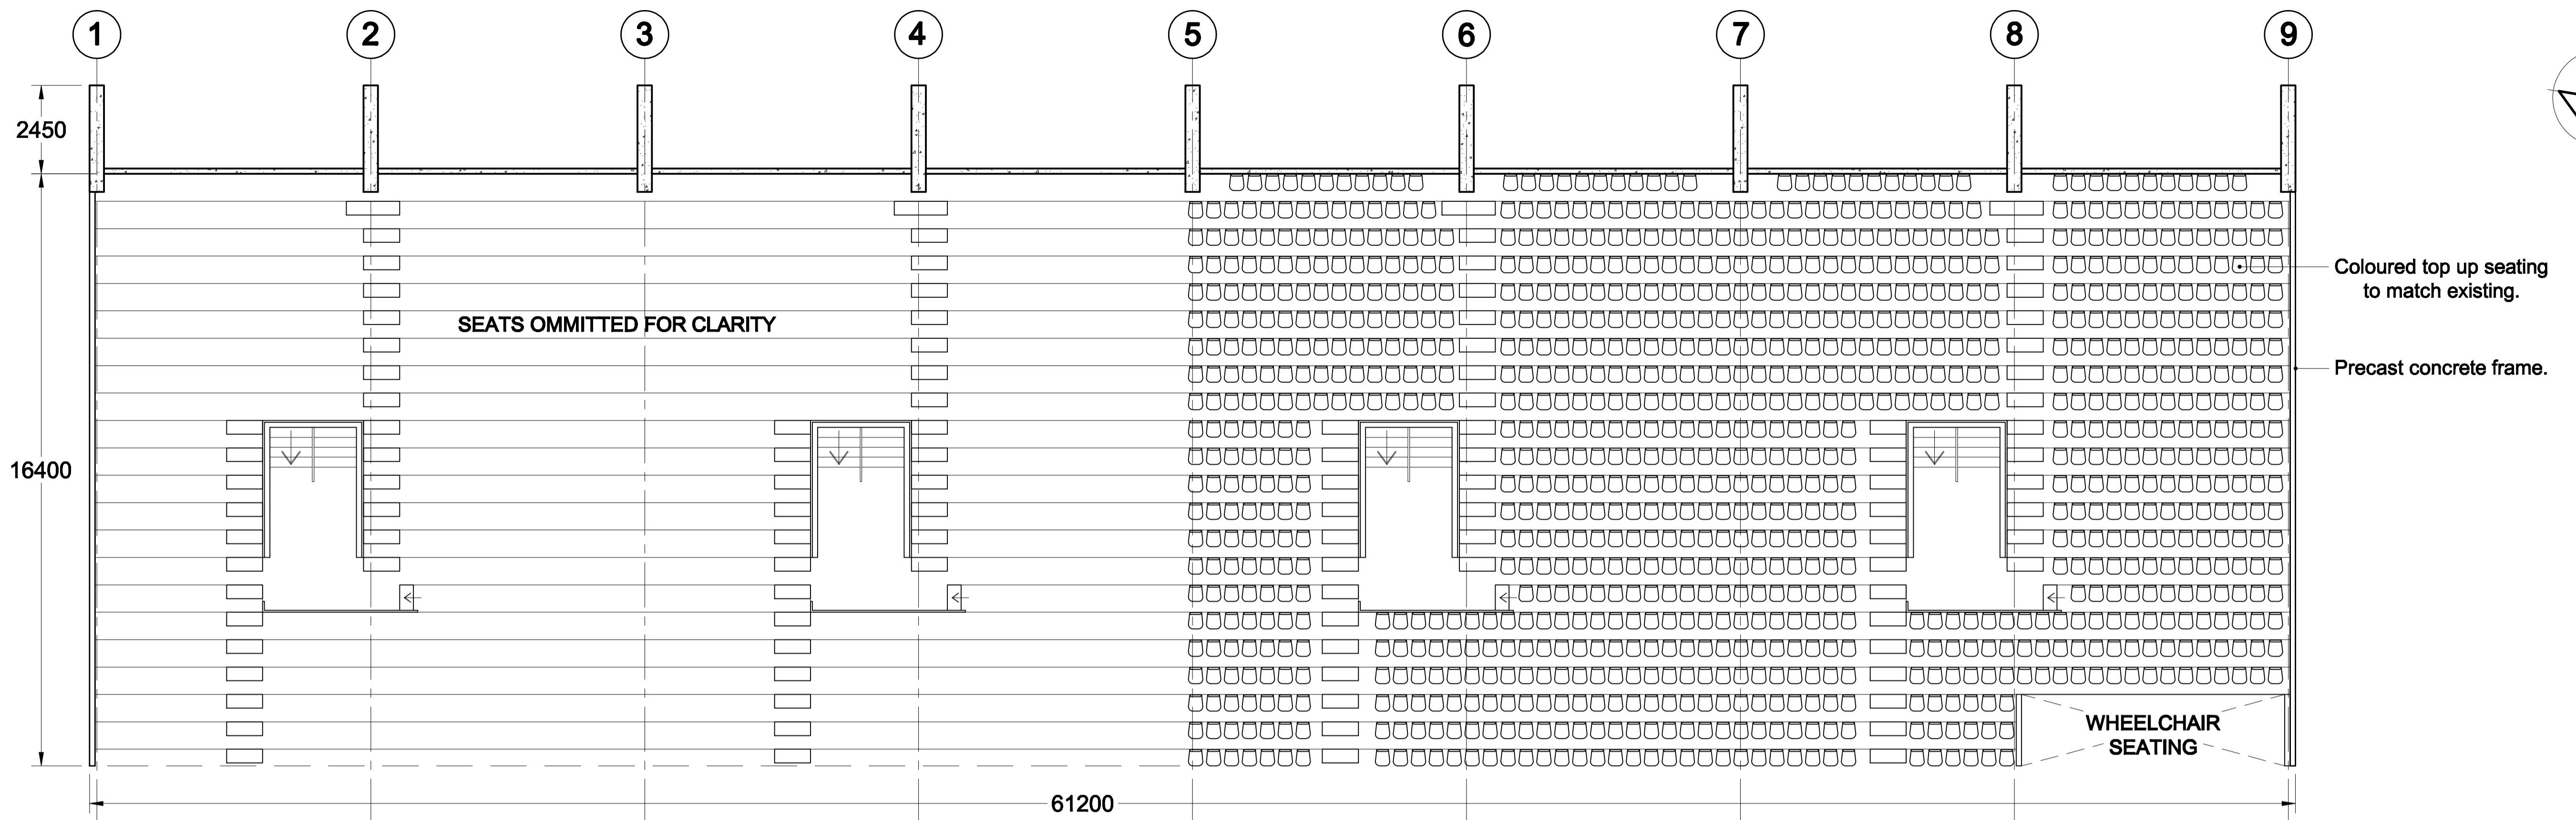 1 2 3 4 5 6 7 8 9
2450
Coloured top up seating
to match existing.
SEATS OMMITTED FOR CLARITY
Precast concrete frame.
16400
WHEELCHAIR
SEATING
61200